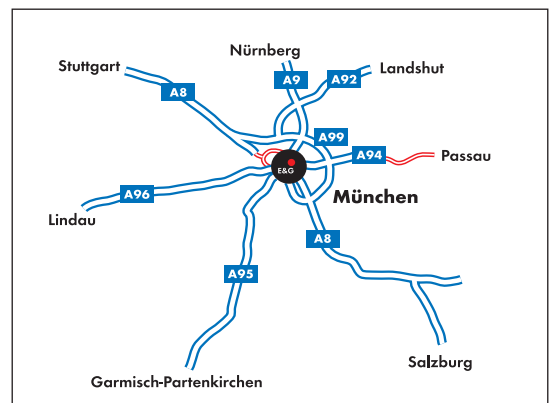 Nürnberg
Stuttgart
Landshut
A9
A92
A8
A99
A94
Passau
E&G
A96
München
Lindau
A8
A95
Salzburg
Garmisch-Partenkirchen